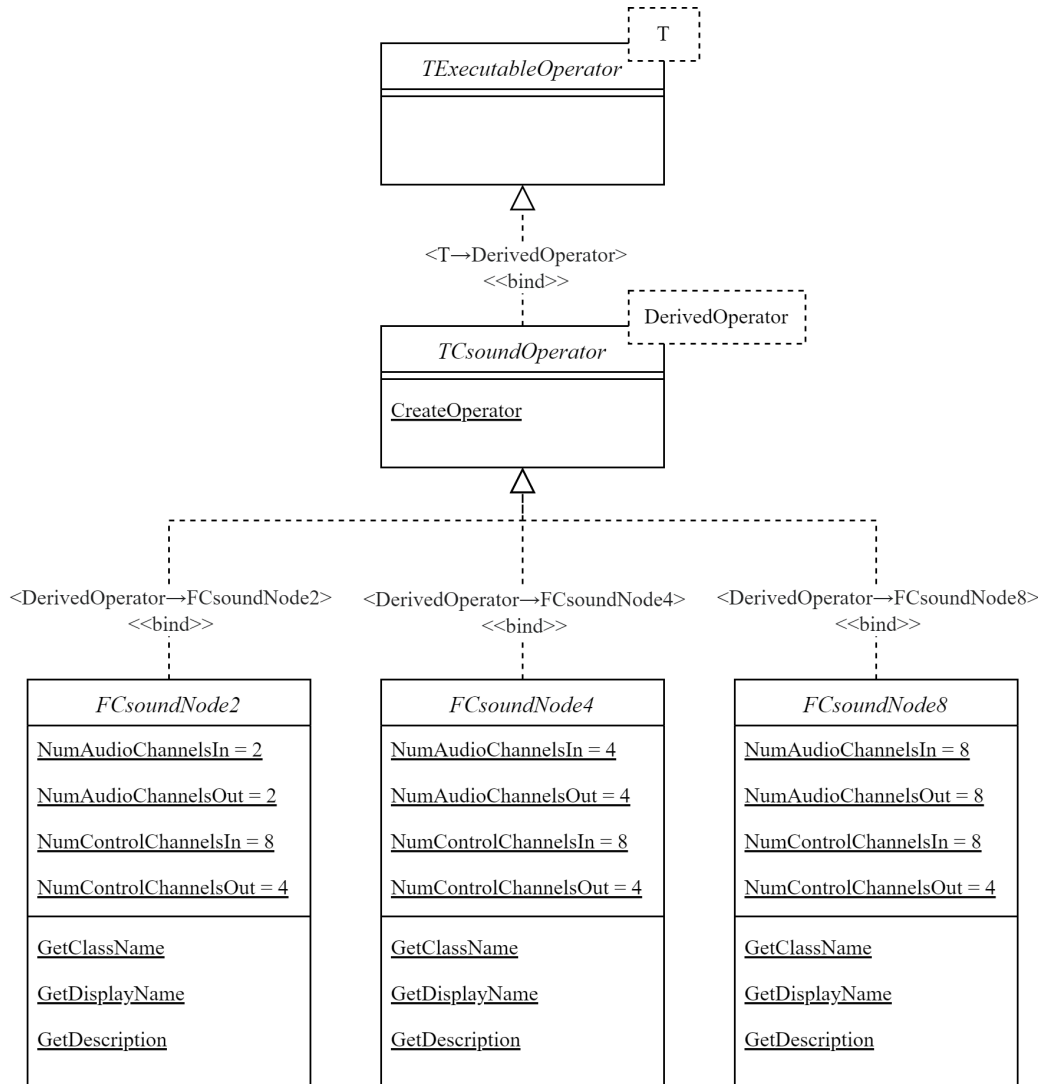 T
TExecutableOperator
<T→DerivedOperator>
<<bind>>
DerivedOperator
TCsoundOperator
CreateOperator
<DerivedOperator→FCsoundNode2>
<<bind>>
<DerivedOperator→FCsoundNode4>
<<bind>>
<DerivedOperator→FCsoundNode8>
<<bind>>
FCsoundNode2
NumAudioChannelsIn = 2
NumAudioChannelsOut = 2
NumControlChannelsIn = 8
NumControlChannelsOut = 4
GetClassName
GetDisplayName
GetDescription
FCsoundNode4
NumAudioChannelsIn = 4
NumAudioChannelsOut = 4
NumControlChannelsIn = 8
NumControlChannelsOut = 4
GetClassName
GetDisplayName
GetDescription
FCsoundNode8
NumAudioChannelsIn = 8
NumAudioChannelsOut = 8
NumControlChannelsIn = 8
NumControlChannelsOut = 4
GetClassName
GetDisplayName
GetDescription